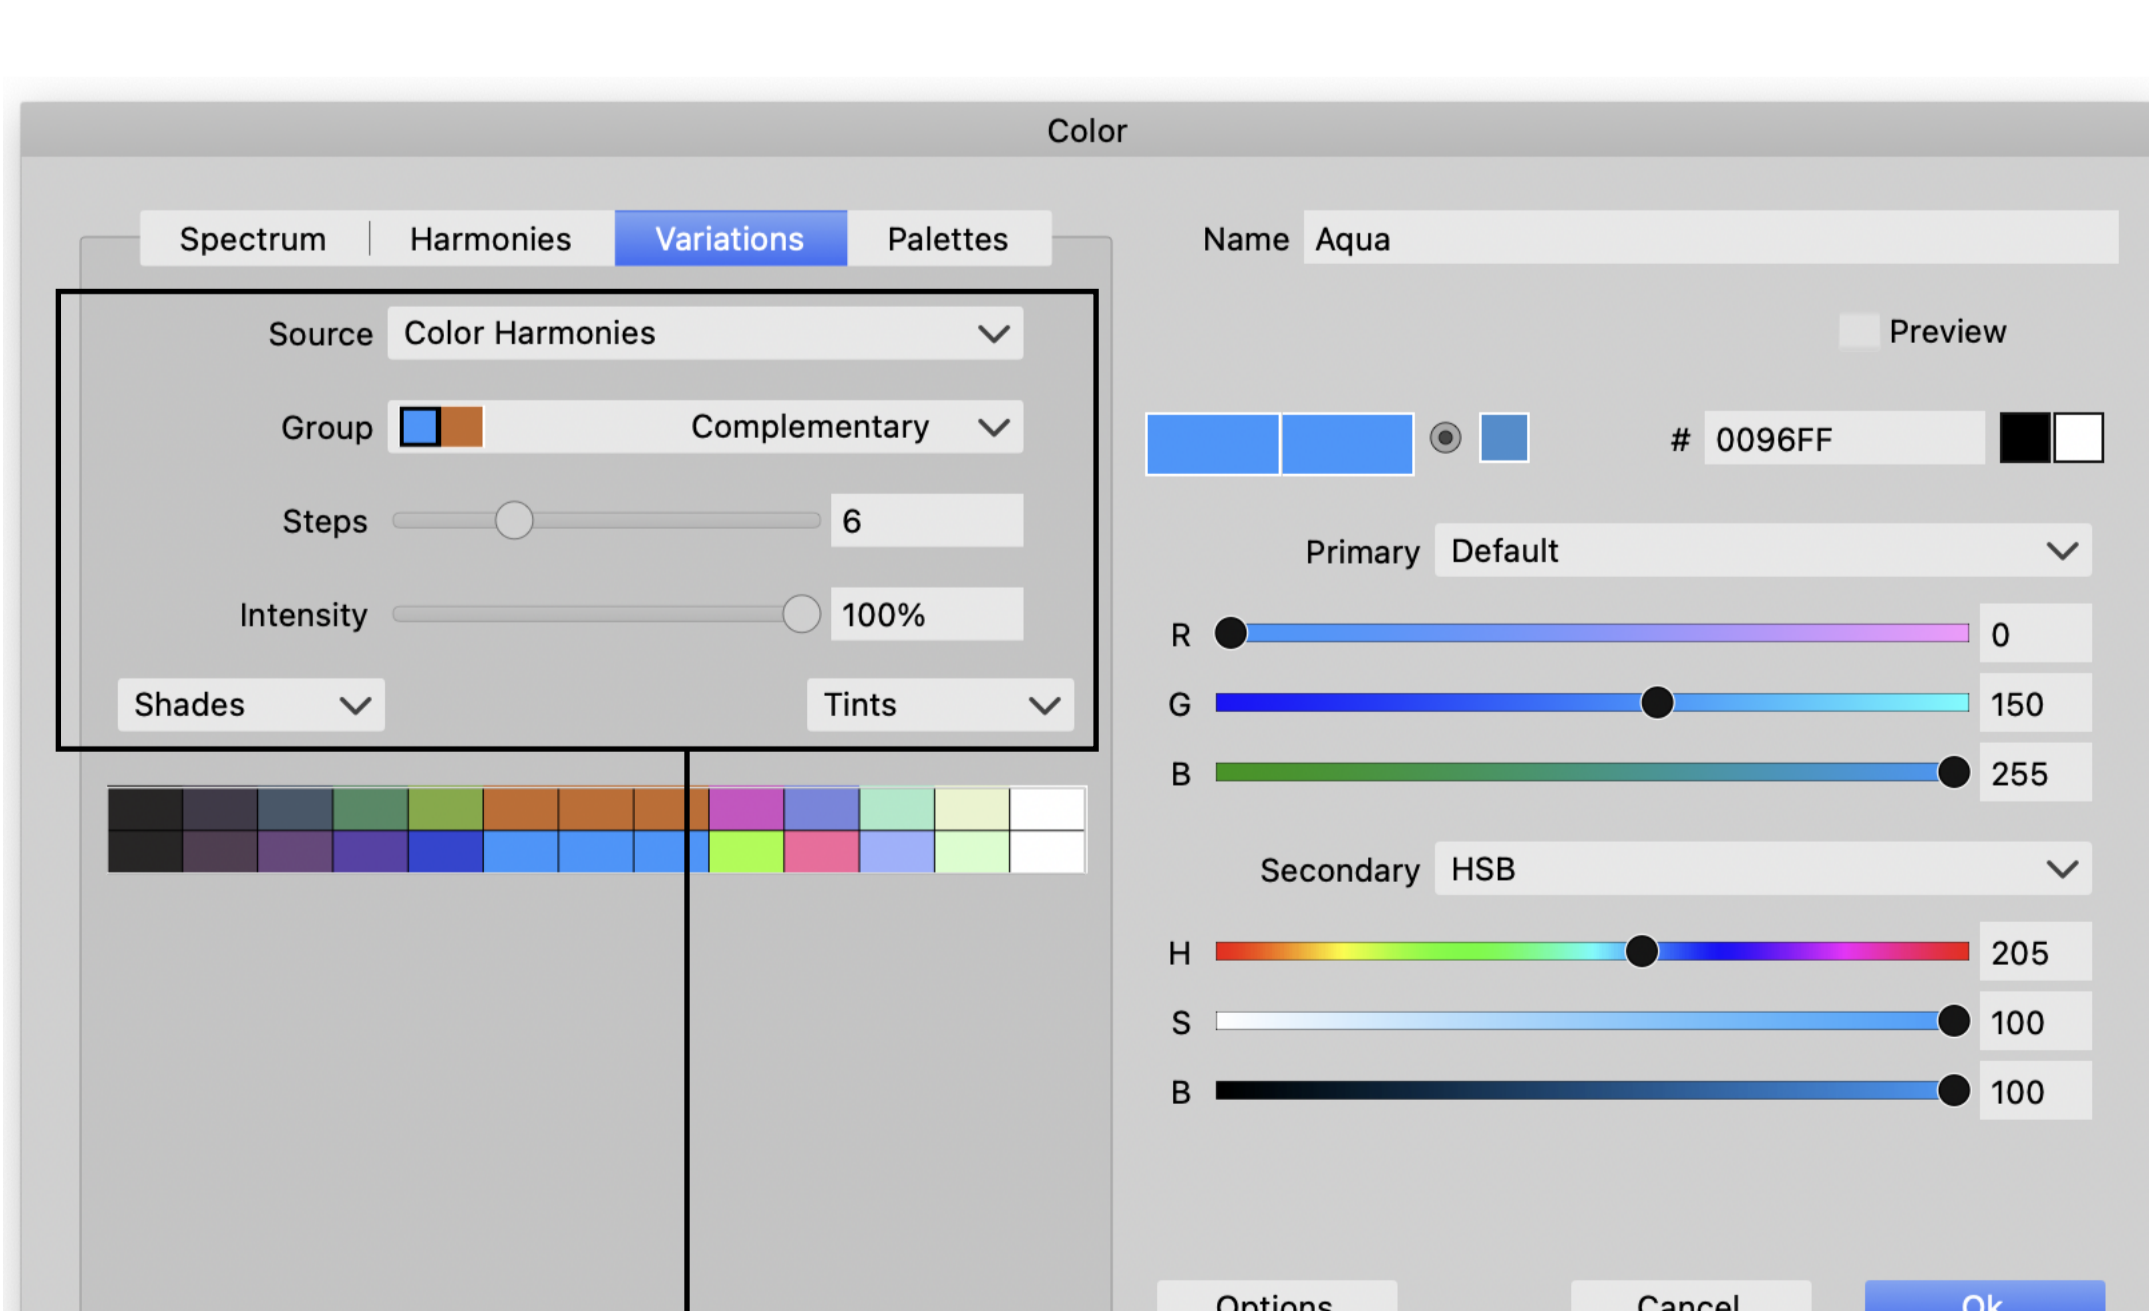 Color
Spectrum
Harmonies
Variations
Palettes
Source Color Harmonies
Group Complementary
Steps 6
Intensity 100%
Shades
Tints
Name Aqua
Preview
# 0096FF
Primary Default
R 0
G 150
B 255
Secondary HSB
H 205
S 100
B 100
Options
Cancel
Ok